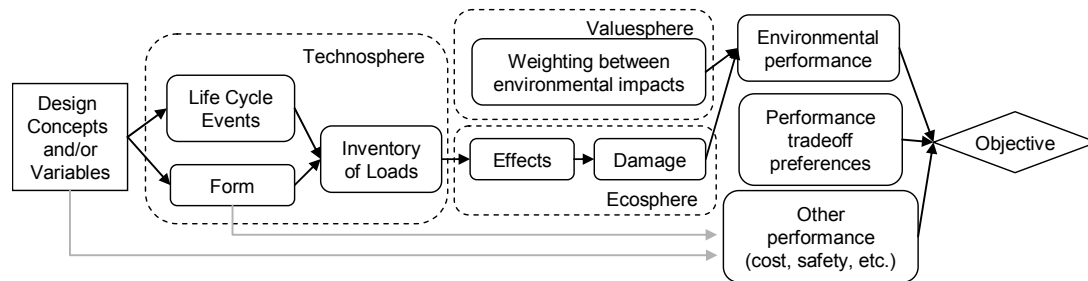 Design
Concepts
and/or
Variables
Technosphere
Life Cycle
Events
Form
Inventory
of Loads
Valuesphere
Weighting between
environmental impacts
Effects
Damage
Ecosphere
Environmental
performance
Performance
tradeoff
preferences
Other
performance
(cost, safety, etc.)
Objective